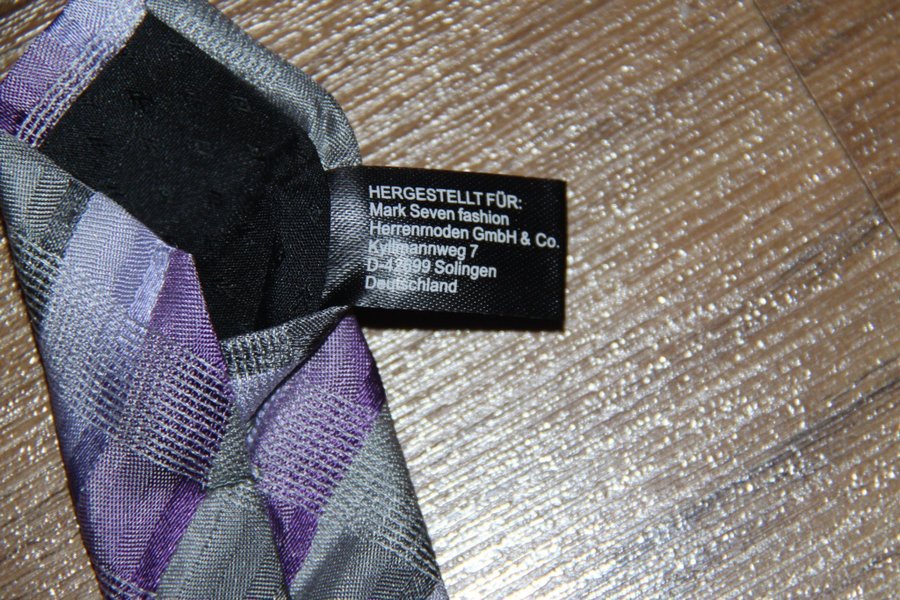 HERGESTELLT FÜR:
Mark Seven fashion
Herrenmoden GmbH & Co.
Kyllmannweg 7
D-42699 Solingen
Deutschland